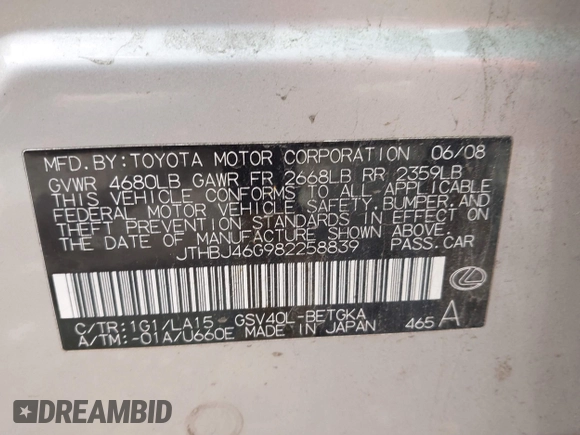 MFD.BY:TOYOTA MOTOR CORPORATION 06/08
GVWR 4680LB GAWR FR 2668LB RR 2359LB
THIS VEHICLE CONFORMS TO ALL APPLICABLE
FEDERAL MOTOR VEHICLE SAFETY,BUMPER,AND
THEFT PREVENTION STANDARDS IN EFFECT ON
THE DATE OF MANUFACTURE SHOWN ABOVE.
JTHBJ46G982258839 PASS.CAR
C/TR:1G1/LA15 GSV40L-BETGKA
A/TM:-01A/U660E MADE IN JAPAN 465 A
DREAMBID